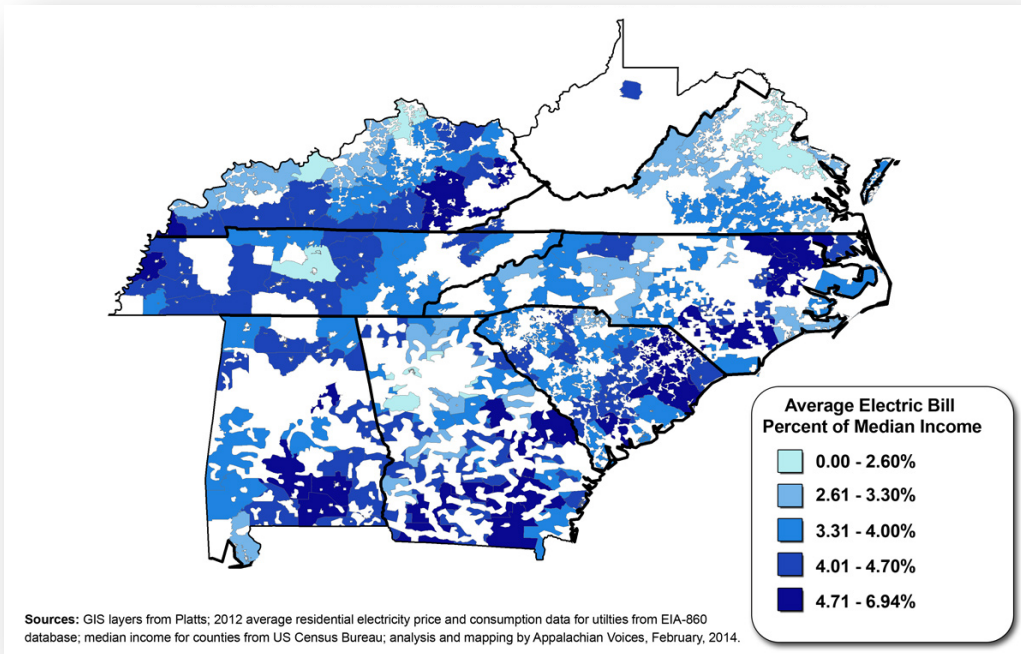 Average Electric Bill
Percent of Median Income
0.00 - 2.60%
2.61 - 3.30%
3.31 - 4.00%
4.01 - 4.70%
4.71 - 6.94%
Sources: GIS layers from Platts; 2012 average residential electricity price and consumption data for utilties from EIA-860
database; median income for counties from US Census Bureau; analysis and mapping by Appalachian Voices, February, 2014.